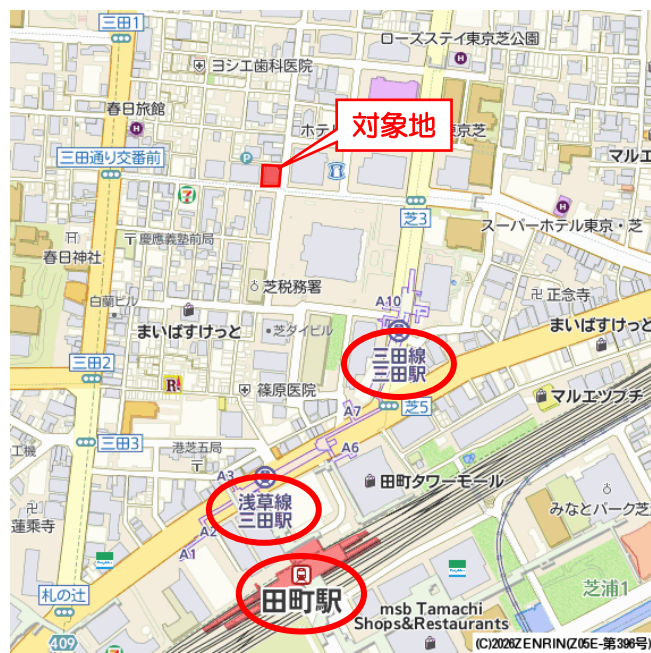 三田1
ローズステイ東京芝公園
ヨシエ歯科医院
春日旅館
対象地
ホテ
東京芝
三田通り交番前
マルエ
芝3
スーパーホテル東京・芝
〒慶應義塾前局
春日神社
芝税務署
白蘭ビル
A10
正念寺
まいばすけっと
芝ダイビル
まいばすけっと
三田線
三田駅
三田2
R
篠原医院
マルエツプチ
芝5
A7
三田3
港芝五局
〒
A6
工機
A3
田町タワーモール
浅草線
三田駅
みなとパーク芝
蓮乗寺
A2
A1
札の辻
田町駅
芝浦1
msb Tamachi
Shops&Restaurants
409
(C)2026ZENRIN(Z05E-第396号)